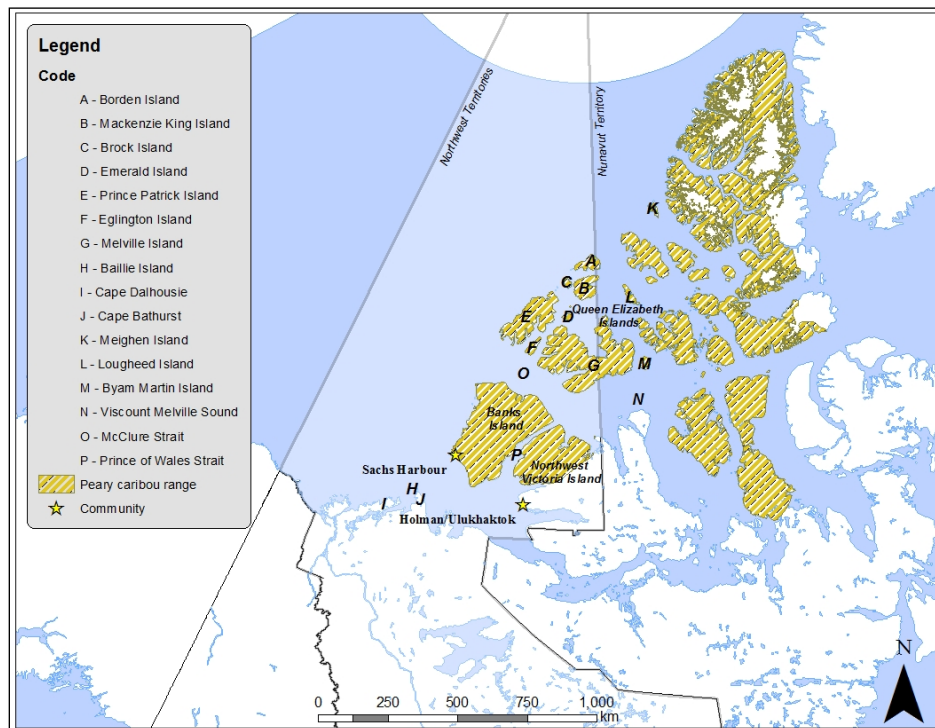 Legend
Code
A - Borden Island
B - Mackenzie King Island
C - Brock Island
D - Emerald Island
E - Prince Patrick Island
F - Eglington Island
G - Melville Island
H - Baillie Island
I - Cape Dalhousie
J - Cape Bathurst
K - Meighen Island
L - Lougheed Island
M - Byam Martin Island
N - Viscount Melville Sound
O - McClure Strait
P - Prince of Wales Strait
Peary caribou range
Community
Northwest Territories
Nunavut Territory
K
A
C
B
L
E
D
Queen Elizabeth
Islands
F
G
M
O
N
Banks
Island
P
Sachs Harbour
Northwest
Victoria Island
H
J
I
Holman/Ulukhaktok
N
0 250 500 750 1,000
km